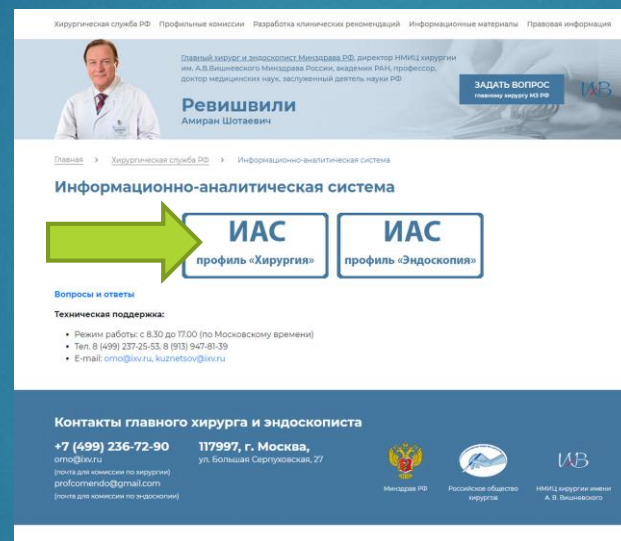 Хирургическая служба РФ Профильные комиссии Разработка клинических рекомендаций Информационные материалы Правовая информация
Главный хирург и эндоскопист Минздрава РФ, директор НМИЦ хирургии
им. А.В.Вишневского Минздрава России, академик РАН, профессор,
доктор медицинских наук, заслуженный деятель науки РФ
Ревишвили
Амиран Шотаевич
ЗАДАТЬ ВОПРОС
главному хирургу МЗ РФ
Главная > Хирургическая служба РФ > Информационно-аналитическая система
Информационно-аналитическая система
ИАС
профиль «Хирургия»
ИАС
профиль «Эндоскопия»
Вопросы и ответы
Техническая поддержка:
• Режим работы: с 8.30 до 17.00 (по Московскому времени)
• Тел. 8 (499) 237-25-53, 8 (913) 947-81-39
• E-mail: omo@ixv.ru, kuznetsov@ixv.ru
Контакты главного хирурга и эндоскописта
+7 (499) 236-72-90
omo@ixv.ru
(почта для комиссии по хирургии)
profcomendo@gmail.com
(почта для комиссии по эндоскопии)
117997, г. Москва,
ул. Большая Серпуховская, 27
Минздрав РФ
Российское общество
хирургов
НМИЦ хирургии имени
А. В. Вишневского